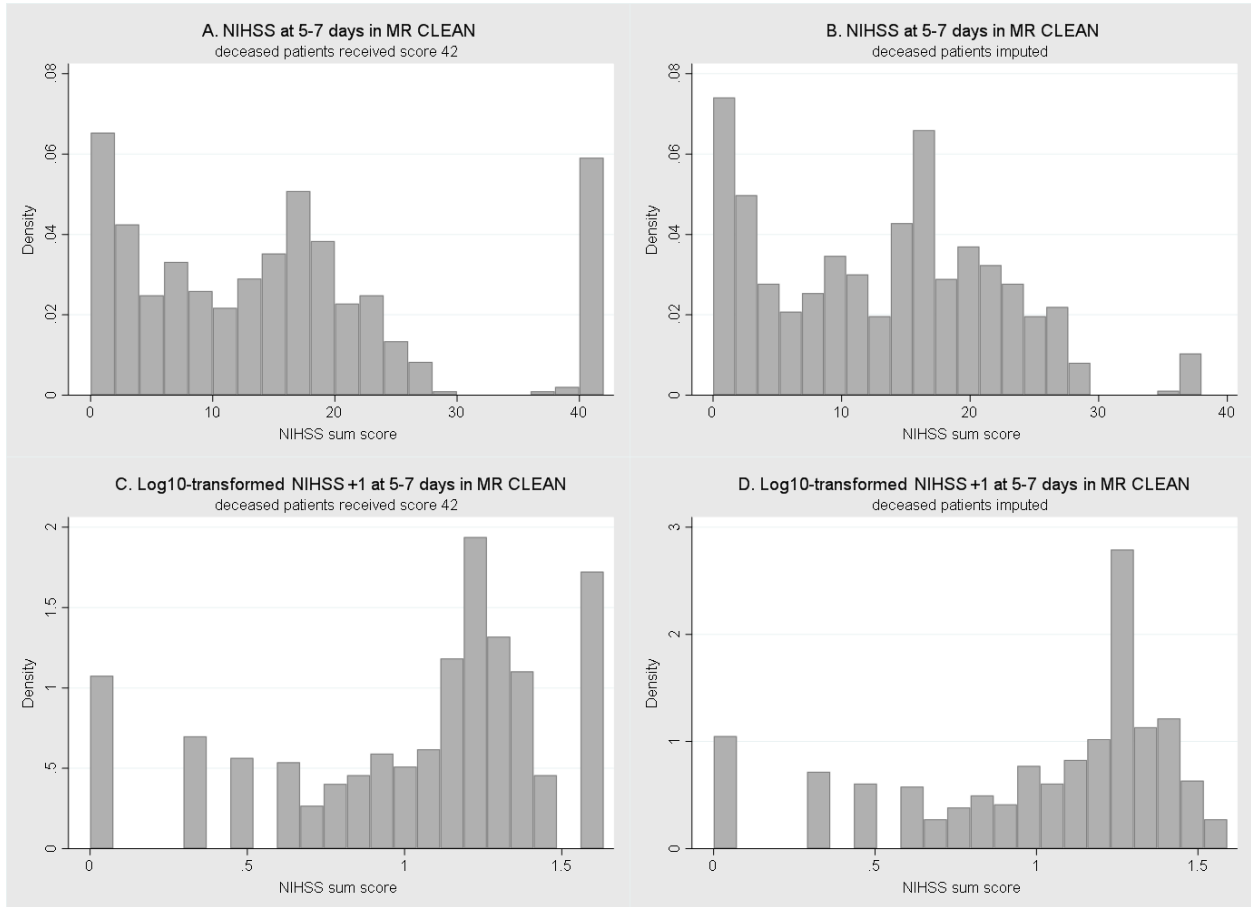 A. NIHSS at 5-7 days in MR CLEAN
deceased patients received score 42
Density
.08
.06
.04
.02
0
0 10 20 30 40
NIHSS sum score
B. NIHSS at 5-7 days in MR CLEAN
deceased patients imputed
Density
.08
.06
.04
.02
0
0 10 20 30 40
NIHSS sum score
C. Log10-transformed NIHSS +1 at 5-7 days in MR CLEAN
deceased patients received score 42
Density
2
1.5
1
.5
0
0 .5 1 1.5
NIHSS sum score
D. Log10-transformed NIHSS +1 at 5-7 days in MR CLEAN
deceased patients imputed
Density
3
2
1
0
0 .5 1 1.5
NIHSS sum score